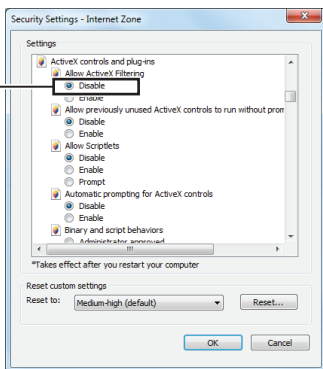 Security Settings - Internet Zone
Settings
ActiveX controls and plug-ins
Allow ActiveX Filtering
Disable
Enable
Allow previously unused ActiveX controls to run without prom
Disable
Enable
Allow Scriptlets
Disable
Enable
Prompt
Automatic prompting for ActiveX controls
Disable
Enable
Binary and script behaviors
Administrator approved
*Takes effect after you restart your computer
Reset custom settings
Reset to: Medium-high (default) Reset...
OK Cancel